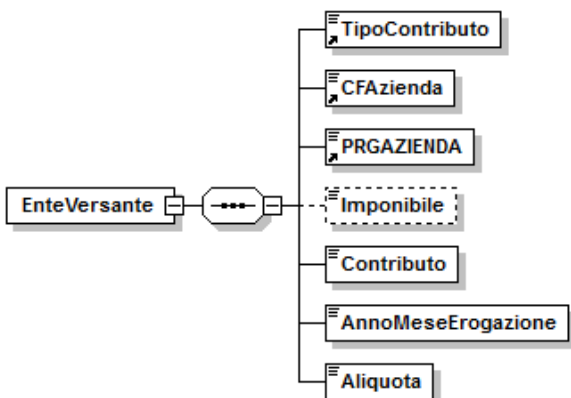 TipoContributo
CFAzienda
PRGAZIENDA
EnteVersante
Imponibile
Contributo
AnnoMeseErogazione
Aliquota